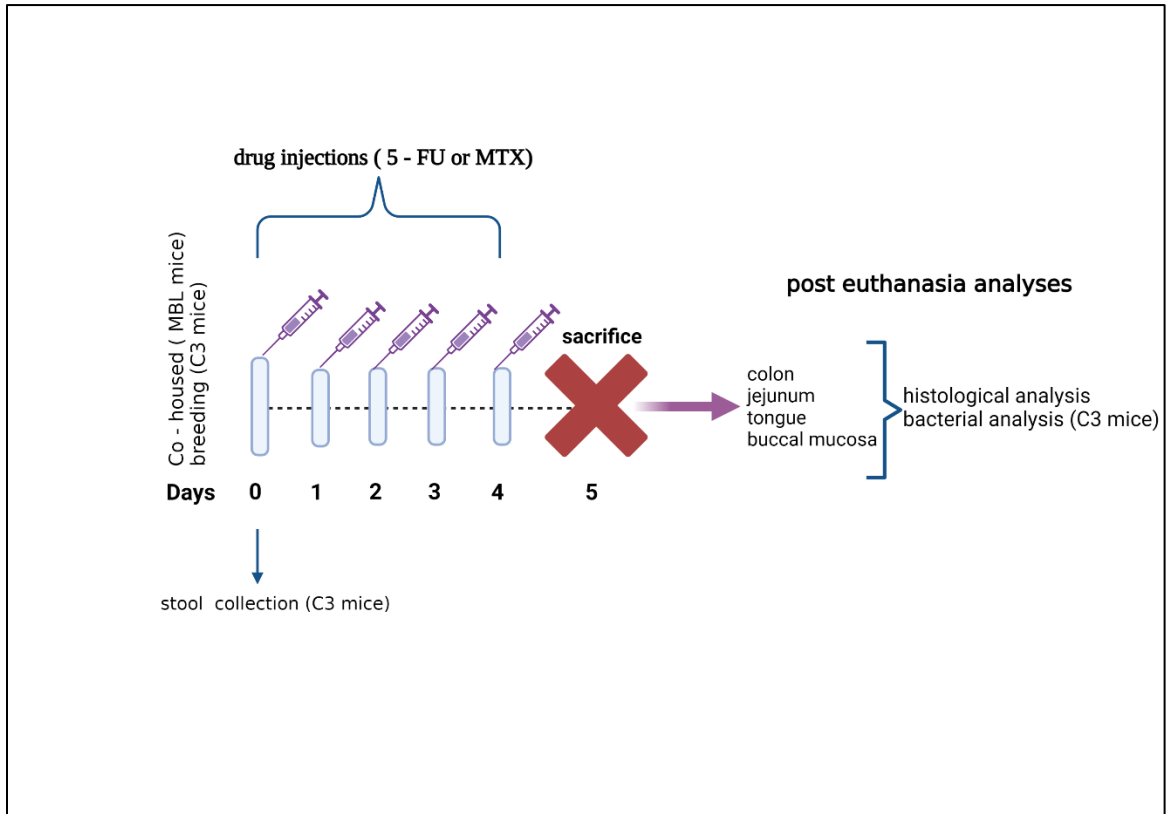 drug injections ( 5 - FU or MTX)
Co - housed ( MBL mice)
breeding (C3 mice)
post euthanasia analyses
sacrifice
colon
jejunum
tongue
buccal mucosa
histological analysis
bacterial analysis (C3 mice)
Days 0 1 2 3 4 5
stool collection (C3 mice)